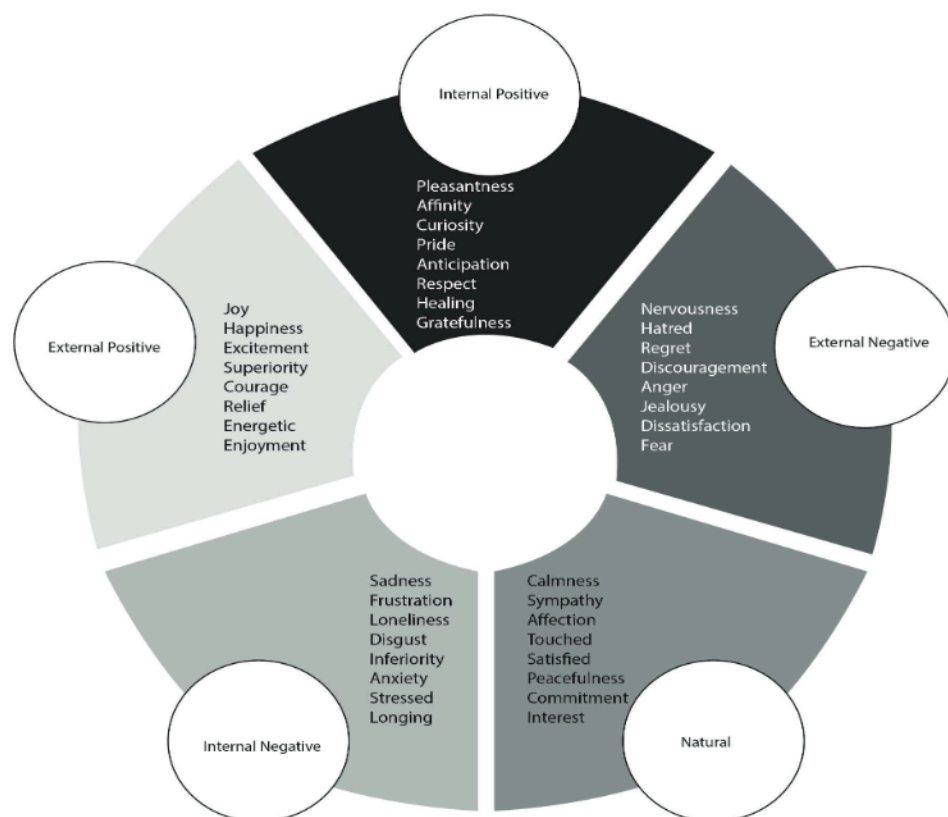 Internal Positive
Pleasantness
Affinity
Curiosity
Pride
Anticipation
Respect
Healing
Gratefulness
External Positive
Joy
Happiness
Excitement
Superiority
Courage
Relief
Energetic
Enjoyment
Nervousness
Hatred
Regret
Discouragement
Anger
Jealousy
Dissatisfaction
Fear
External Negative
Sadness
Frustration
Loneliness
Disgust
Inferiority
Anxiety
Stressed
Longing
Internal Negative
Calmness
Sympathy
Affection
Touched
Satisfied
Peacefulness
Commitment
Interest
Natural